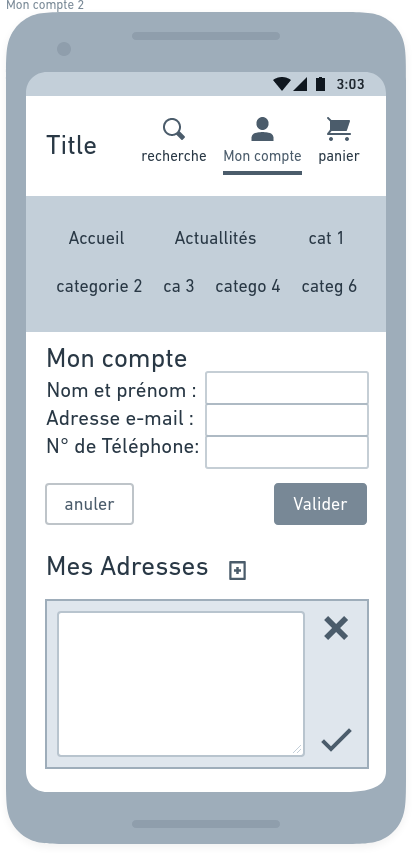 Mon compte 2
3:03
Title
recherche Mon compte panier
Accueil Actuallités cat 1
categorie 2 ca 3 catego 4 categ 6
Mon compte
Nom et prénom :
Adresse e-mail :
N° de Téléphone:
anuler Valider
Mes Adresses